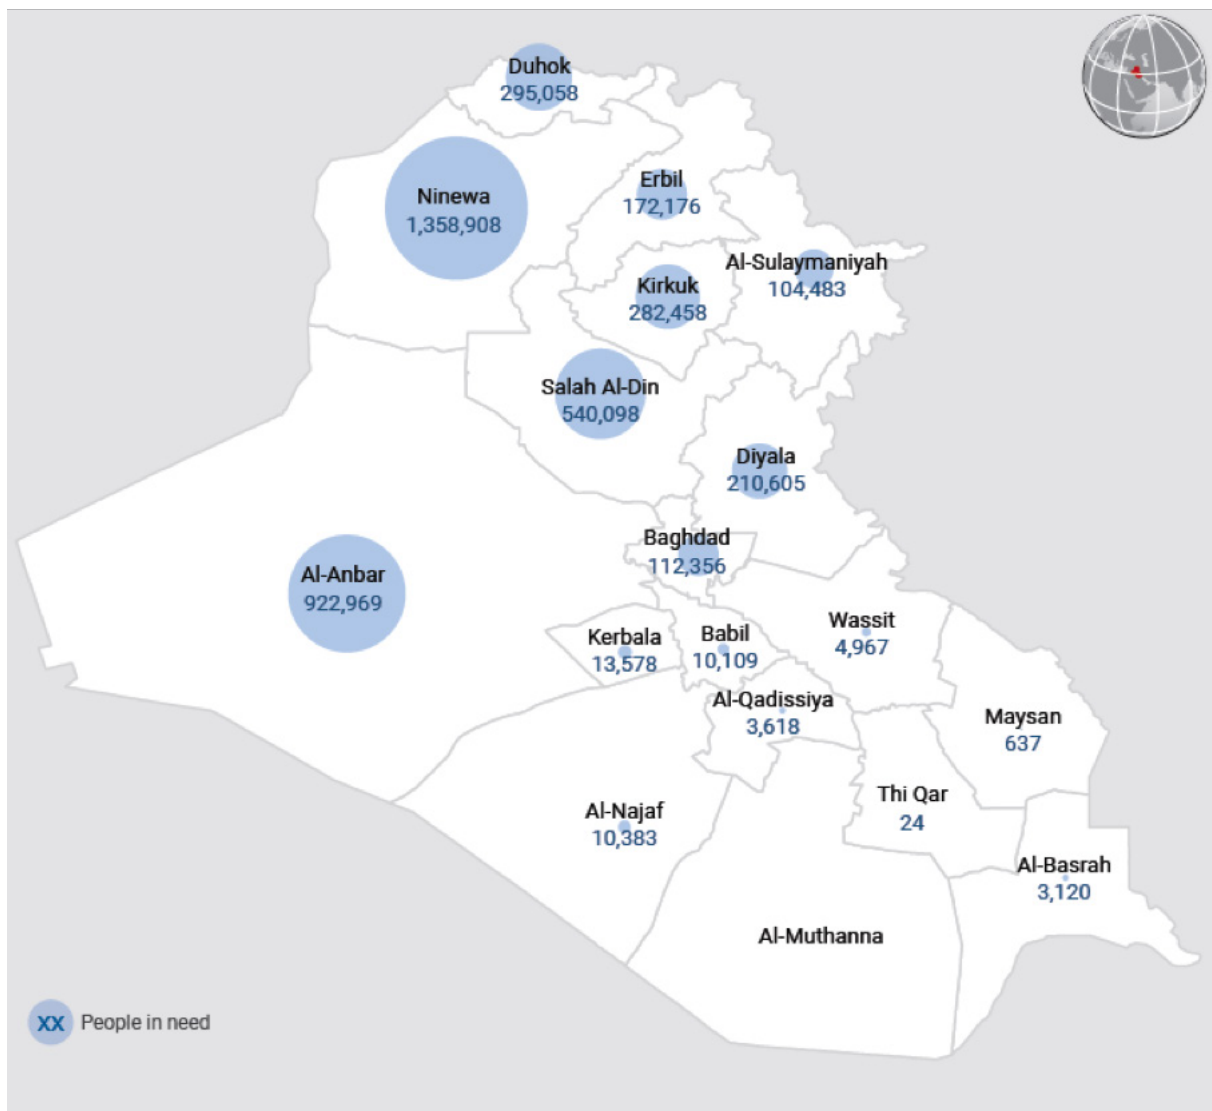 Duhok
295,058
Ninewa
1,358,908
Erbil
172,176
Al-Sulaymaniyah
104,483
Kirkuk
282,458
Salah Al-Din
540,098
Diyala
210,605
Baghdad
112,356
Al-Anbar
922,969
Kerbala
13,578
Babil
10,109
Wassit
4,967
Al-Qadissiya
3,618
Maysan
637
Thi Qar
24
Al-Najaf
10,383
Al-Basrah
3,120
Al-Muthanna
XX People in need